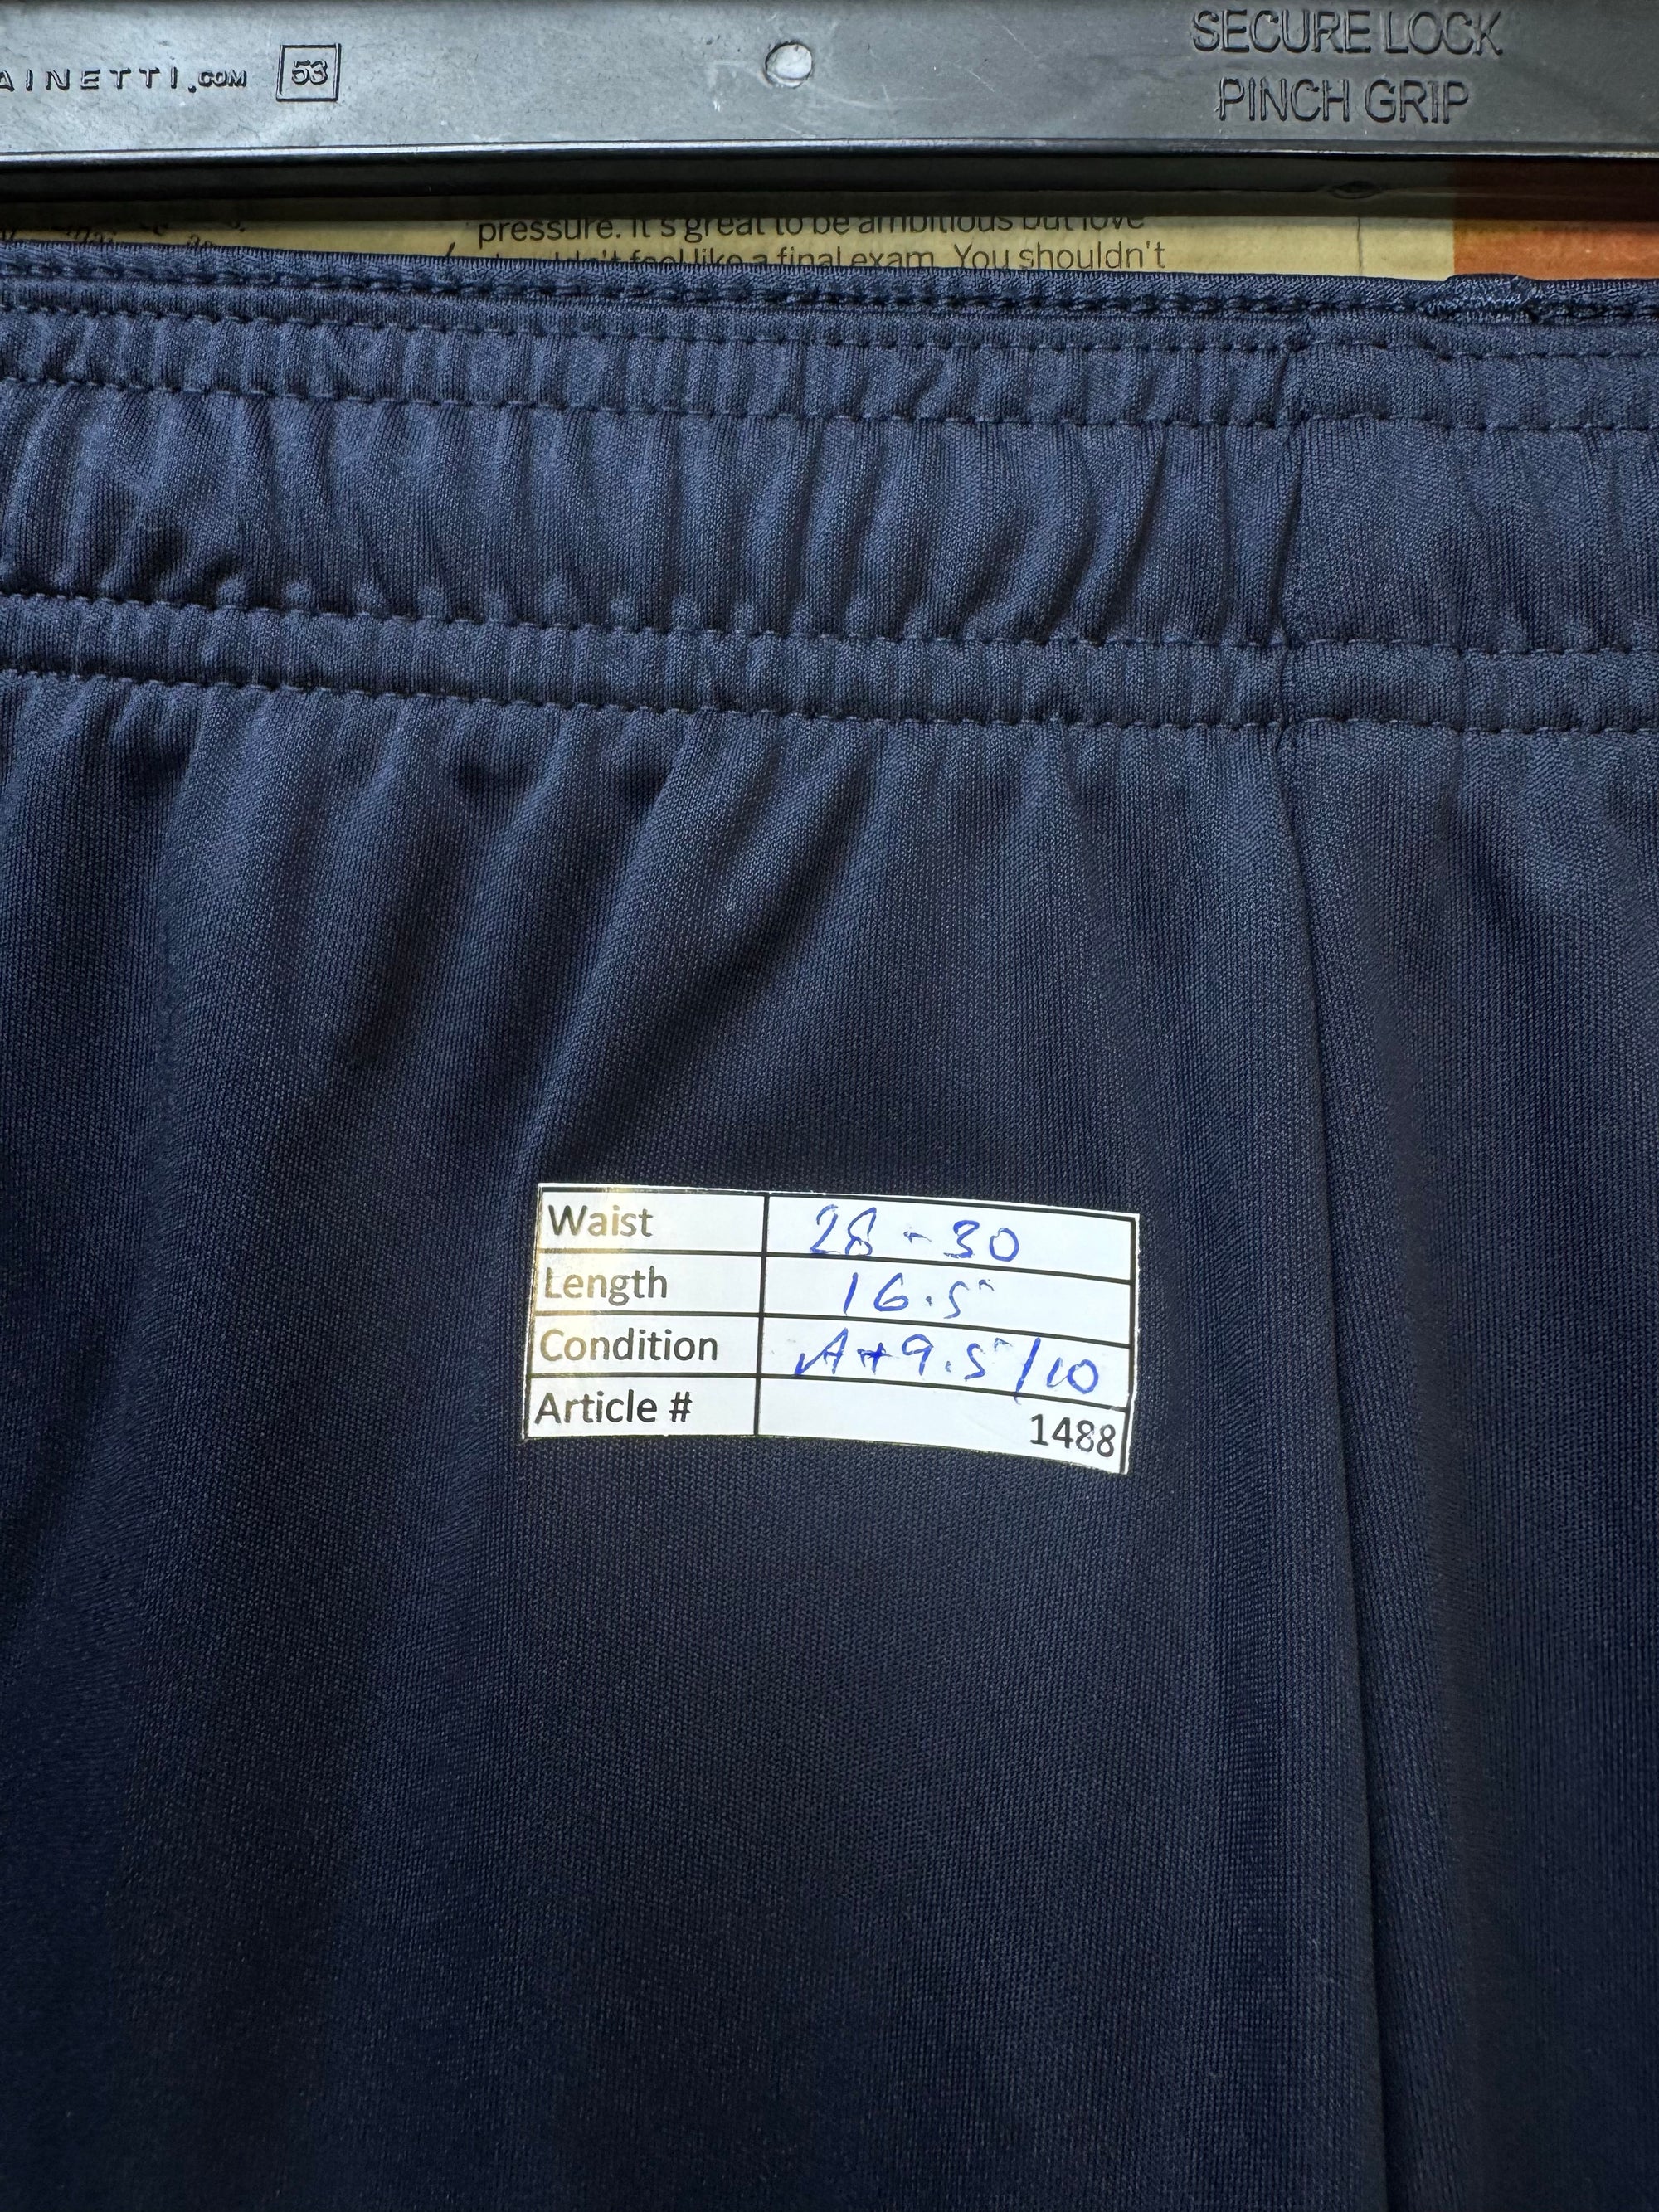 AINETTI.COM 53
SECURE LOCK
PINCH GRIP
pressure. It's great to be ambitious but love
feel like a final exam. You shouldn't
Waist 28-30
Length 16.5
Condition A+ 9.5/10
Article # 1488